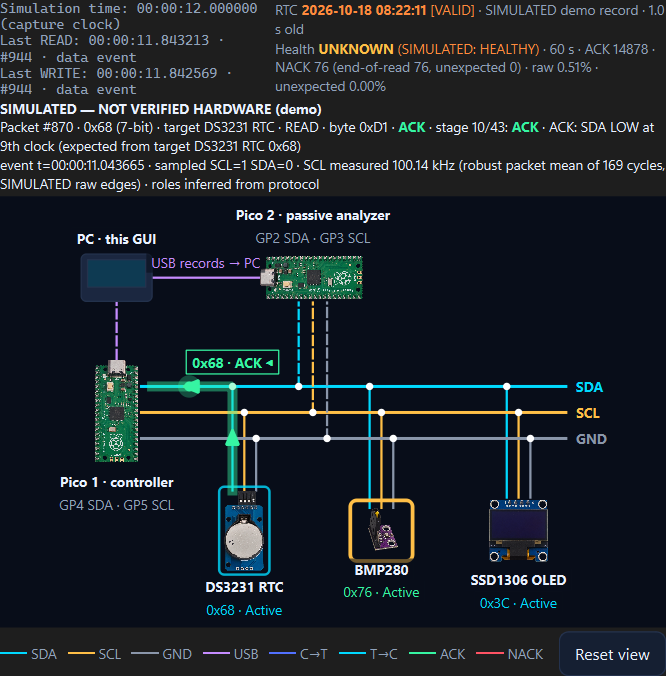 Simulation time: 00:00:12.000000
(capture clock)
Last READ: 00:00:11.843213 ·
#944 · data event
Last WRITE: 00:00:11.842569 ·
#944 · data event
RTC 2026-10-18 08:22:11 [VALID] · SIMULATED demo record · 1.0
s old
Health UNKNOWN (SIMULATED: HEALTHY) · 60 s · ACK 14878 ·
NACK 76 (end-of-read 76, unexpected 0) · raw 0.51% ·
unexpected 0.00%
SIMULATED — NOT VERIFIED HARDWARE (demo)
Packet #870 · 0x68 (7-bit) · target DS3231 RTC · READ · byte 0xD1 · ACK · stage 10/43: ACK · ACK: SDA LOW at
9th clock (expected from target DS3231 RTC 0x68)
event t=00:00:11.043665 · sampled SCL=1 SDA=0 · SCL measured 100.14 kHz (robust packet mean of 169 cycles,
SIMULATED raw edges) · roles inferred from protocol
Pico 2 · passive analyzer
GP2 SDA · GP3 SCL
PC · this GUI
USB records → PC
0x68 · ACK ◂
SDA
SCL
GND
Pico 1 · controller
GP4 SDA · GP5 SCL
DS3231 RTC
0x68 · Active
BMP280
0x76 · Active
SSD1306 OLED
0x3C · Active
SDA
SCL
GND
USB
C→T
T→C
ACK
NACK
Reset view